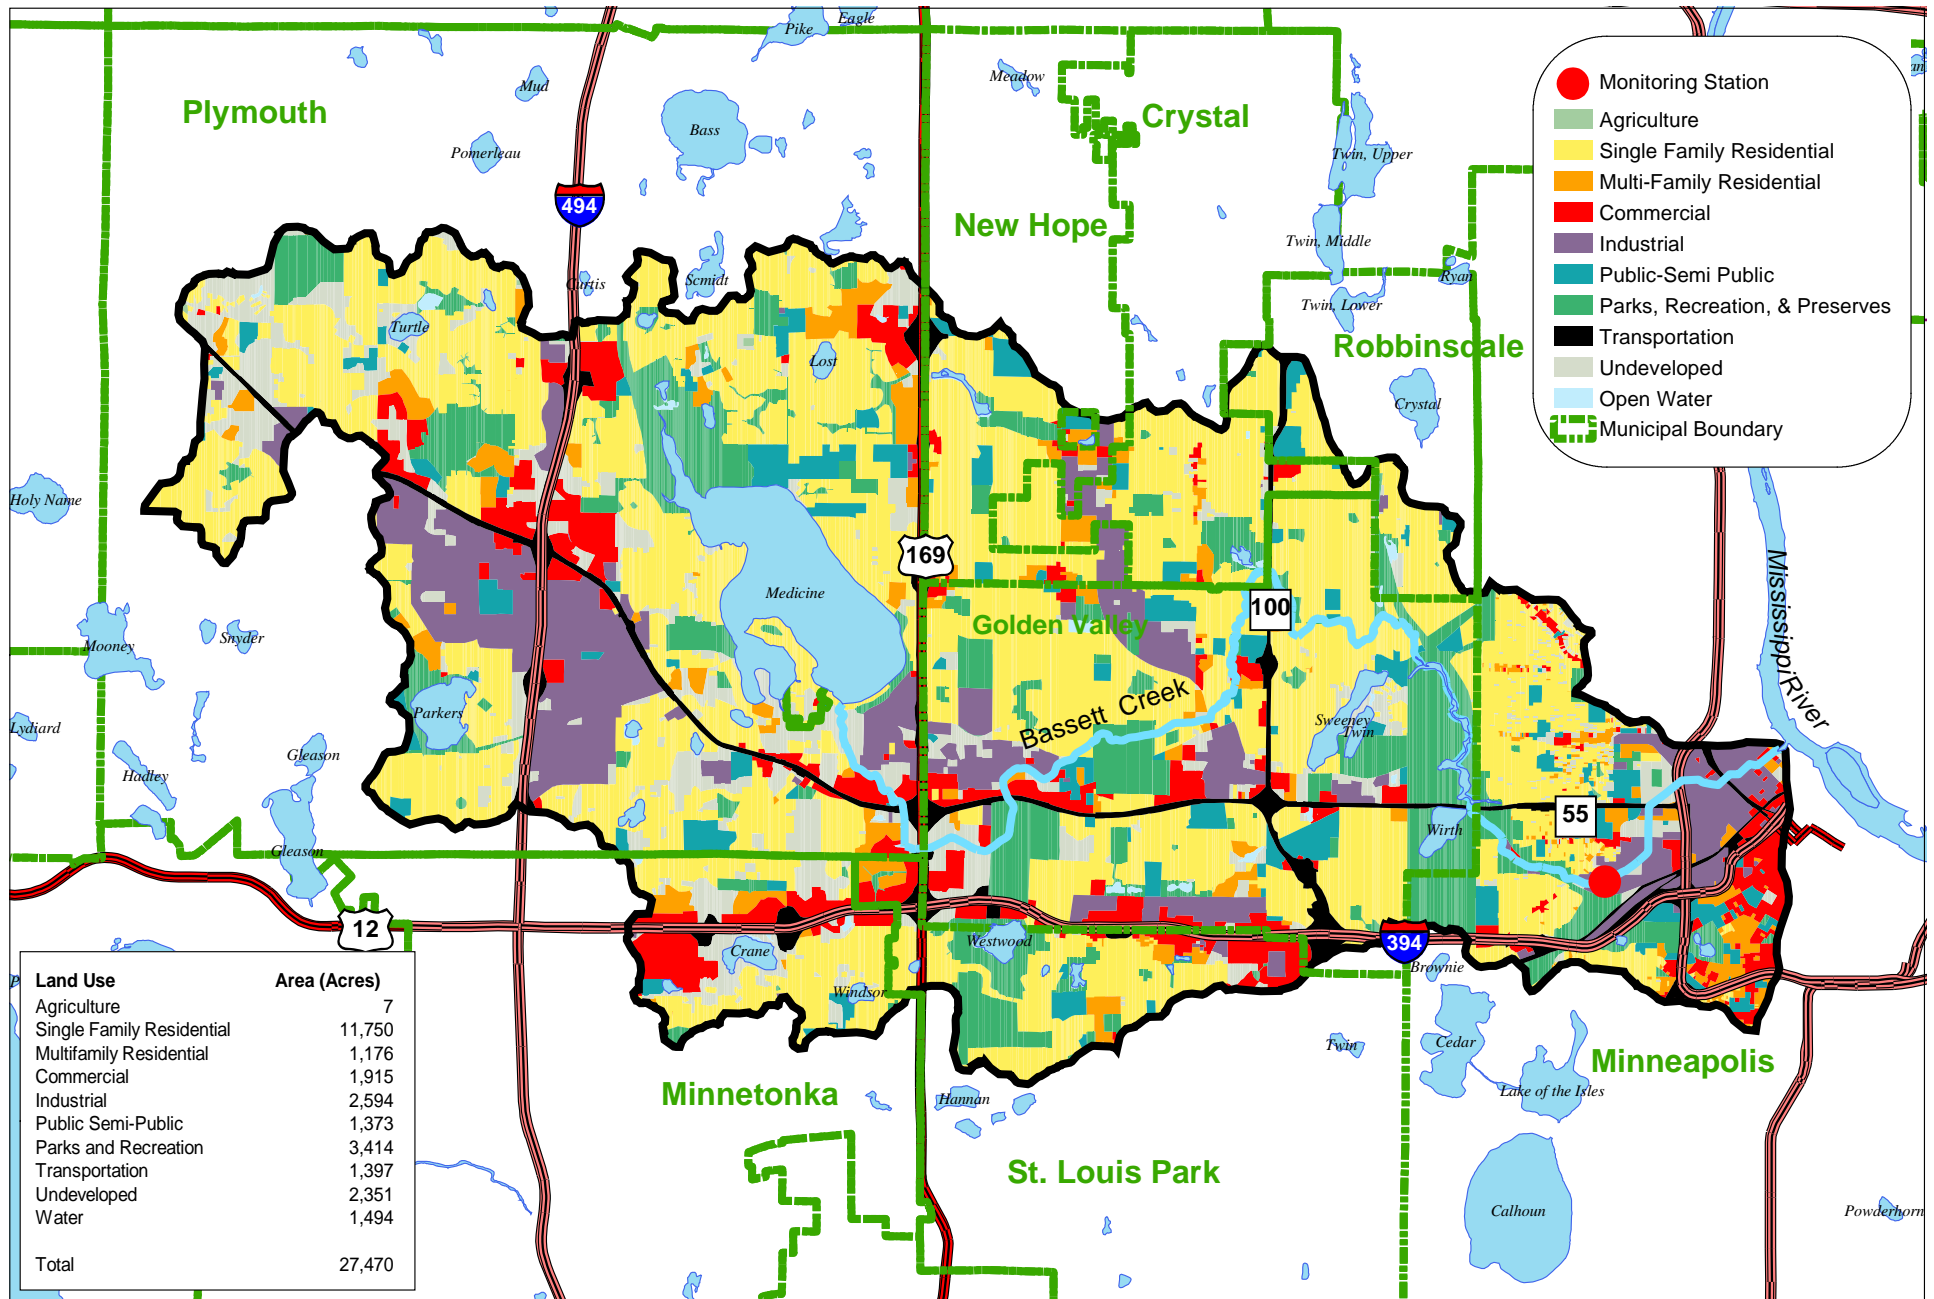 Eagle
Pike
Mud
Meadow
Plymouth
Bass
Crystal
Pomerleau
Twin, Upper
494
New Hope
Twin, Middle
Curtis
Scmidt
Ryan
Twin, Lower
Turtle
Lost
Robbinsdale
Crystal
Monitoring Station
Agriculture
Single Family Residential
Multi-Family Residential
Commercial
Industrial
Public-Semi Public
Parks, Recreation, & Preserves
Transportation
Undeveloped
Open Water
Municipal Boundary
Holy Name
169
Medicine
100
Golden Valley
Mississippi River
Mooney
Snyder
Bassett Creek
Parkers
Sweeney
Twin
Lydiard
Gleason
Hadley
55
Wirth
Gleason
12
Crane
Westwood
394
Brownie
Windsor
Twin
Cedar
Minneapolis
Lake of the Isles
Minnetonka
Hannan
St. Louis Park
Calhoun
Powderhorn
Land Use Area (Acres)
Agriculture 7
Single Family Residential 11,750
Multifamily Residential 1,176
Commercial 1,915
Industrial 2,594
Public Semi-Public 1,373
Parks and Recreation 3,414
Transportation 1,397
Undeveloped 2,351
Water 1,494
Total 27,470